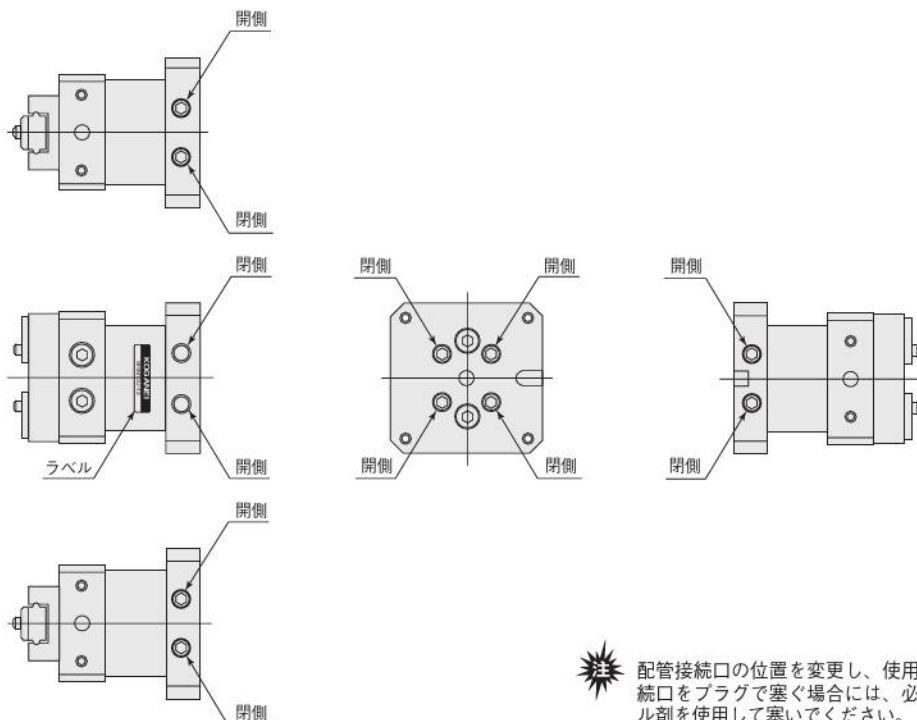 開側
閉側
閉側
KOGANEI
ラベル
開側
閉側
開側
開側
閉側
開側
閉側
開側
閉側
注
配管接続口の位置を変更し、使用
続口をプラグで塞ぐ場合には、必
ル剤を使用して塞いでください。